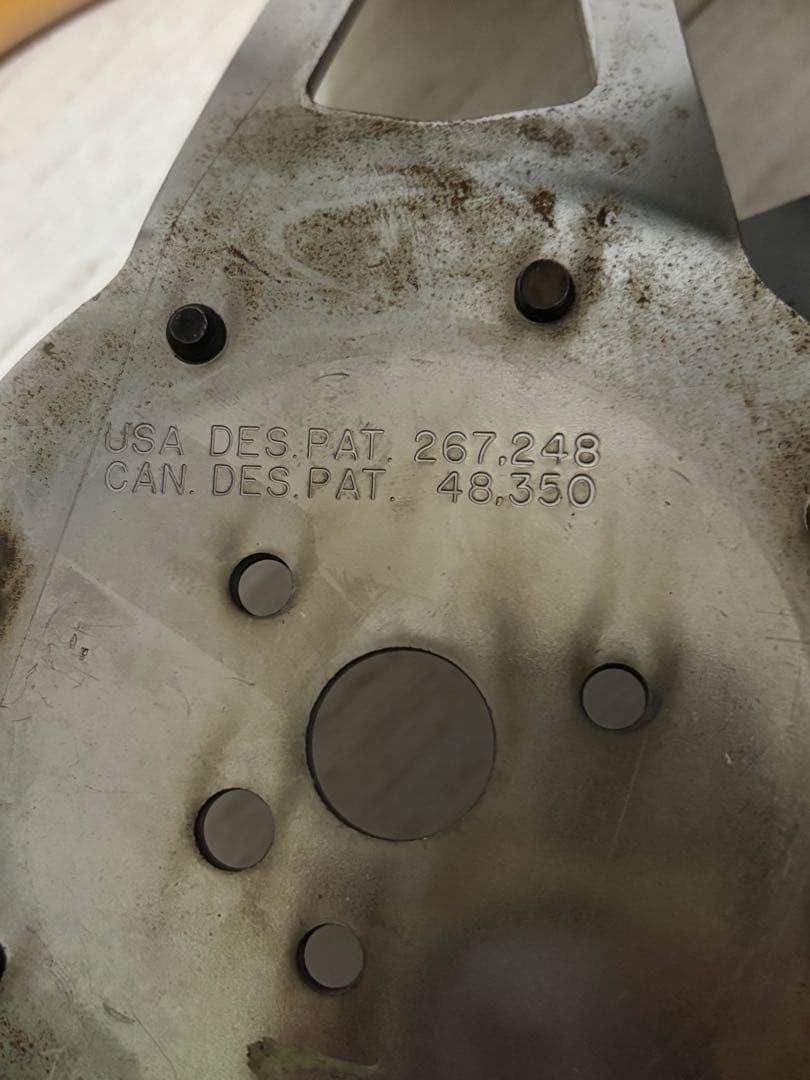 USA DES.PAT. 267,248
CAN. DES.PAT. 48,350